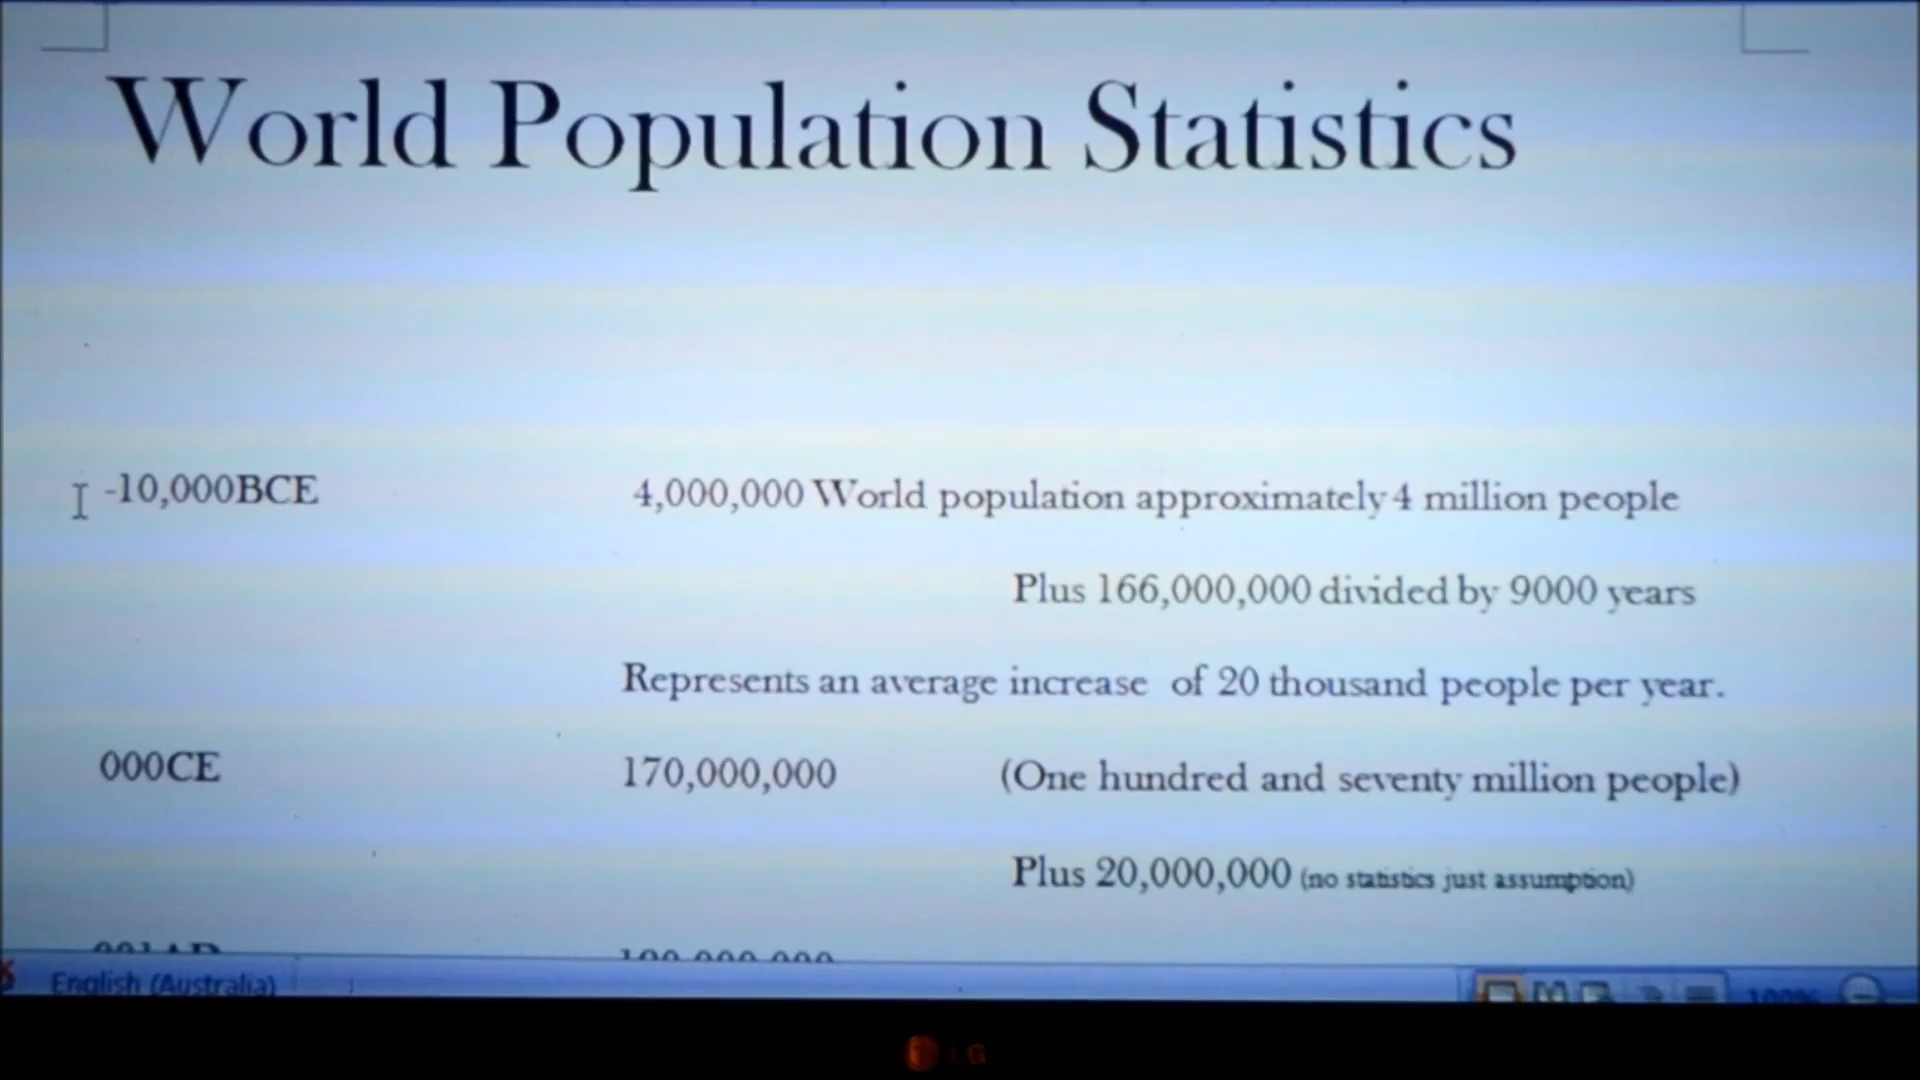 World Population Statistics
-10,000BCE 4,000,000 World population approximately 4 million people
Plus 166,000,000 divided by 9000 years
Represents an average increase of 20 thousand people per year.
000CE 170,000,000 (One hundred and seventy million people)
Plus 20,000,000 (no statistics just assumption)
English (Australia) 100%
LG